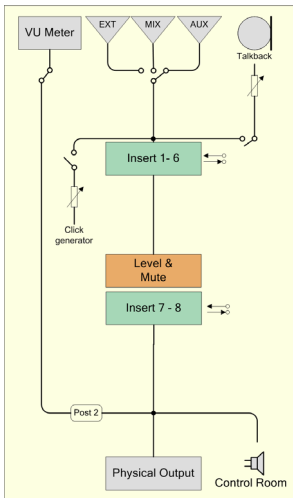 VU Meter
EXT
MIX
AUX
Talkback
Insert 1- 6
Click
generator
Level &
Mute
Insert 7 - 8
Post 2
Physical Output
Control Room